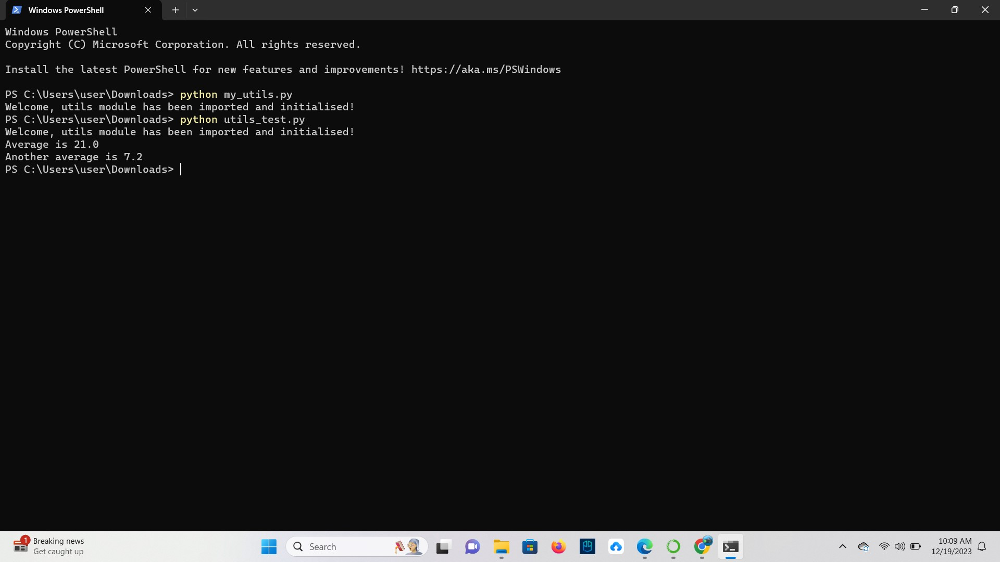 Windows PowerShell
Windows PowerShell
Copyright (C) Microsoft Corporation. All rights reserved.
Install the latest PowerShell for new features and improvements! https://aka.ms/PSWindows
PS C:\Users\user\Downloads> python my_utils.py
Welcome, utils module has been imported and initialised!
PS C:\Users\user\Downloads> python utils_test.py
Welcome, utils module has been imported and initialised!
Average is 21.0
Another average is 7.2
PS C:\Users\user\Downloads>
1
Breaking news
Get caught up
Search
10:09 AM
12/19/2023